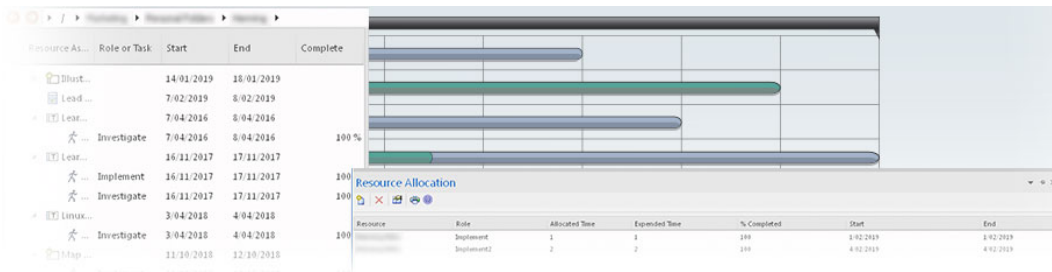 /
Resource As... Role or Task Start End Complete
Illust... 14/01/2019 18/01/2019
Lead ... 7/02/2019 8/02/2019
Lear... 7/04/2016 8/04/2016
... Investigate 7/04/2016 8/04/2016 100 %
Lear... 16/11/2017 17/11/2017
... Implement 16/11/2017 17/11/2017 100
... Investigate 16/11/2017 17/11/2017 100
Linux... 3/04/2018 4/04/2018
... Investigate 3/04/2018 4/04/2018 100
Map ... 11/10/2018 12/10/2018
Resource Allocation
Resource Role Allocated Time Expended Time % Completed Start End
Implement 1 1 100 1/02/2019 1/02/2019
Implement2 2 2 100 4/02/2019 4/02/2019